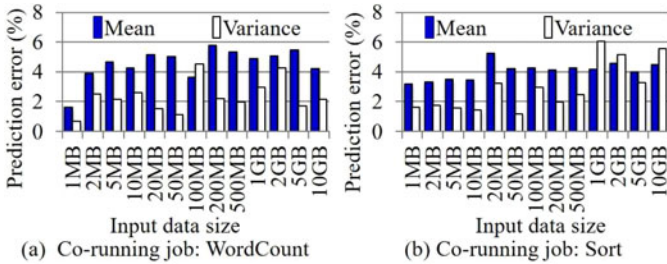 Prediction error (%)
8
6
4
2
0
Mean
Variance
1MB
2MB
5MB
10MB
20MB
50MB
100MB
200MB
500MB
1GB
2GB
5GB
10GB
Input data size
(a) Co-running job: WordCount
Prediction error (%)
8
6
4
2
0
Mean
Variance
1MB
2MB
5MB
10MB
20MB
50MB
100MB
200MB
500MB
1GB
2GB
5GB
10GB
Input data size
(b) Co-running job: Sort